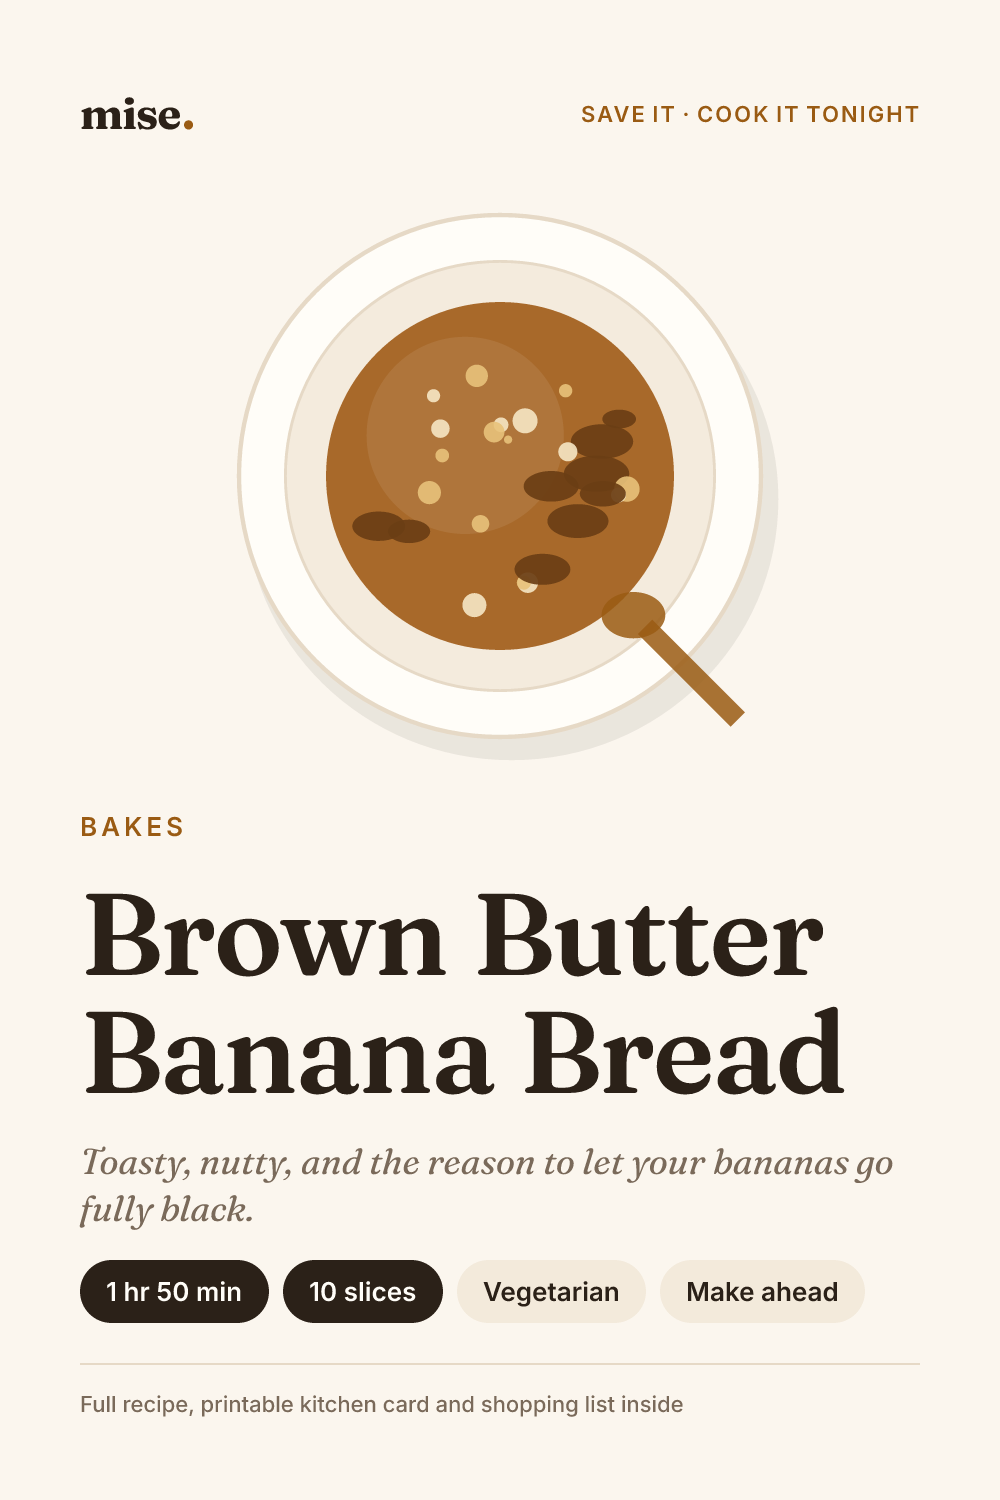 mise.
SAVE IT · COOK IT TONIGHT
BAKES
Brown Butter
Banana Bread
Toasty, nutty, and the reason to let your bananas go
fully black.
1 hr 50 min
10 slices
Vegetarian
Make ahead
Full recipe, printable kitchen card and shopping list inside